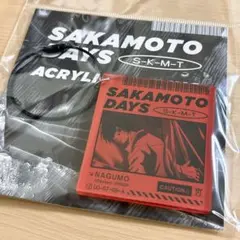 SAKAMOTO
DAYS S-K-M-T
ACRYLI
SAKAMOTO
DAYS
S-K-M-T
NAGUMO
CAUTION